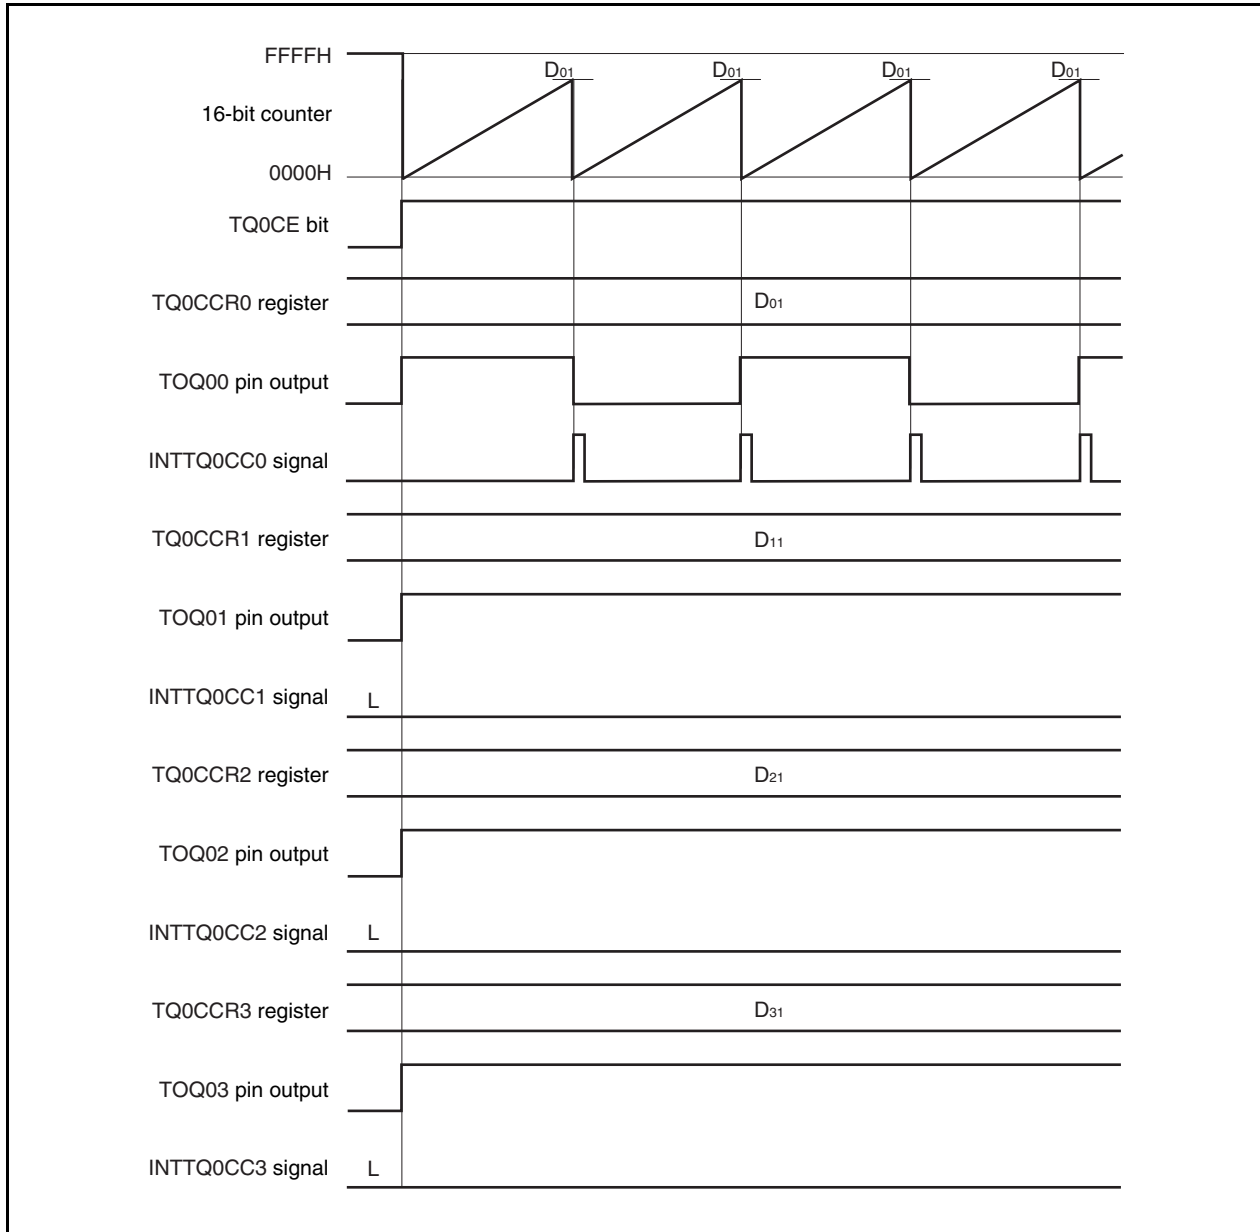 FFFFH
D01 D01 D01 D01
16-bit counter
0000H
TQ0CE bit
TQ0CCR0 register D01
TOQ00 pin output
INTTQ0CC0 signal
TQ0CCR1 register D11
TOQ01 pin output
INTTQ0CC1 signal L
TQ0CCR2 register D21
TOQ02 pin output
INTTQ0CC2 signal L
TQ0CCR3 register D31
TOQ03 pin output
INTTQ0CC3 signal L